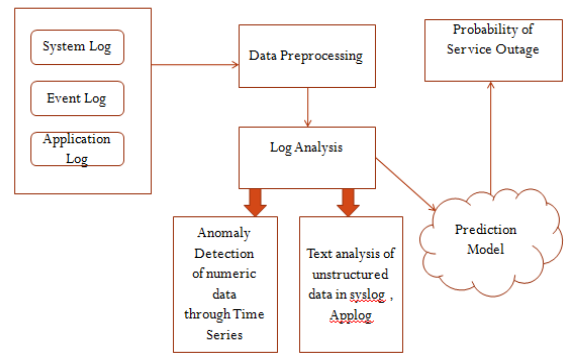 System Log
Event Log
Application
Log
Data Preprocessing
Log Analysis
Anomaly
Detection
of numeric
data
through Time
Series
Text analysis of
unstructured
data in syslog ,
Applog
Prediction
Model
Probability of
Service Outage